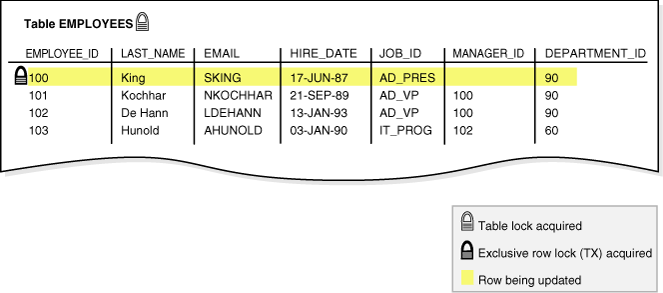 Table EMPLOYEES
EMPLOYEE_ID LAST_NAME EMAIL HIRE_DATE JOB_ID MANAGER_ID DEPARTMENT_ID
100 King SKING 17-JUN-87 AD_PRES 90
101 Kochhar NKOCHHAR 21-SEP-89 AD_VP 100 90
102 De Hann LDEHANN 13-JAN-93 AD_VP 100 90
103 Hunold AHUNOLD 03-JAN-90 IT_PROG 102 60
Table lock acquired
Exclusive row lock (TX) acquired
Row being updated